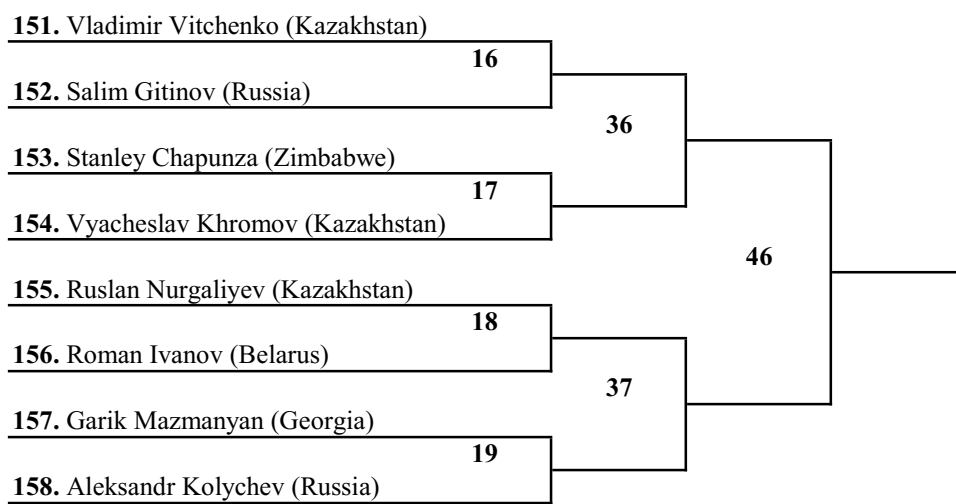 151. Vladimir Vitchenko (Kazakhstan)
16
152. Salim Gitinov (Russia)
36
153. Stanley Chapunza (Zimbabwe)
17
154. Vyacheslav Khromov (Kazakhstan)
46
155. Ruslan Nurgaliyev (Kazakhstan)
18
156. Roman Ivanov (Belarus)
37
157. Garik Mazmanyan (Georgia)
19
158. Aleksandr Kolychev (Russia)